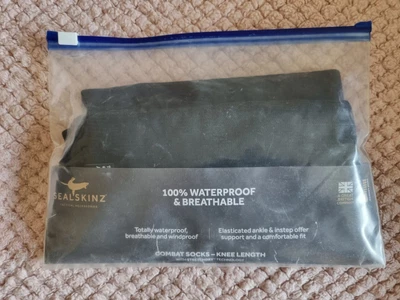 SEALSKINZ
100% WATERPROOF
& BREATHABLE
Totally waterproof,
breathable and windproof
Elasticated ankle & instep offer
support and a comfortable fit
COMBAT SOCKS – KNEE LENGTH